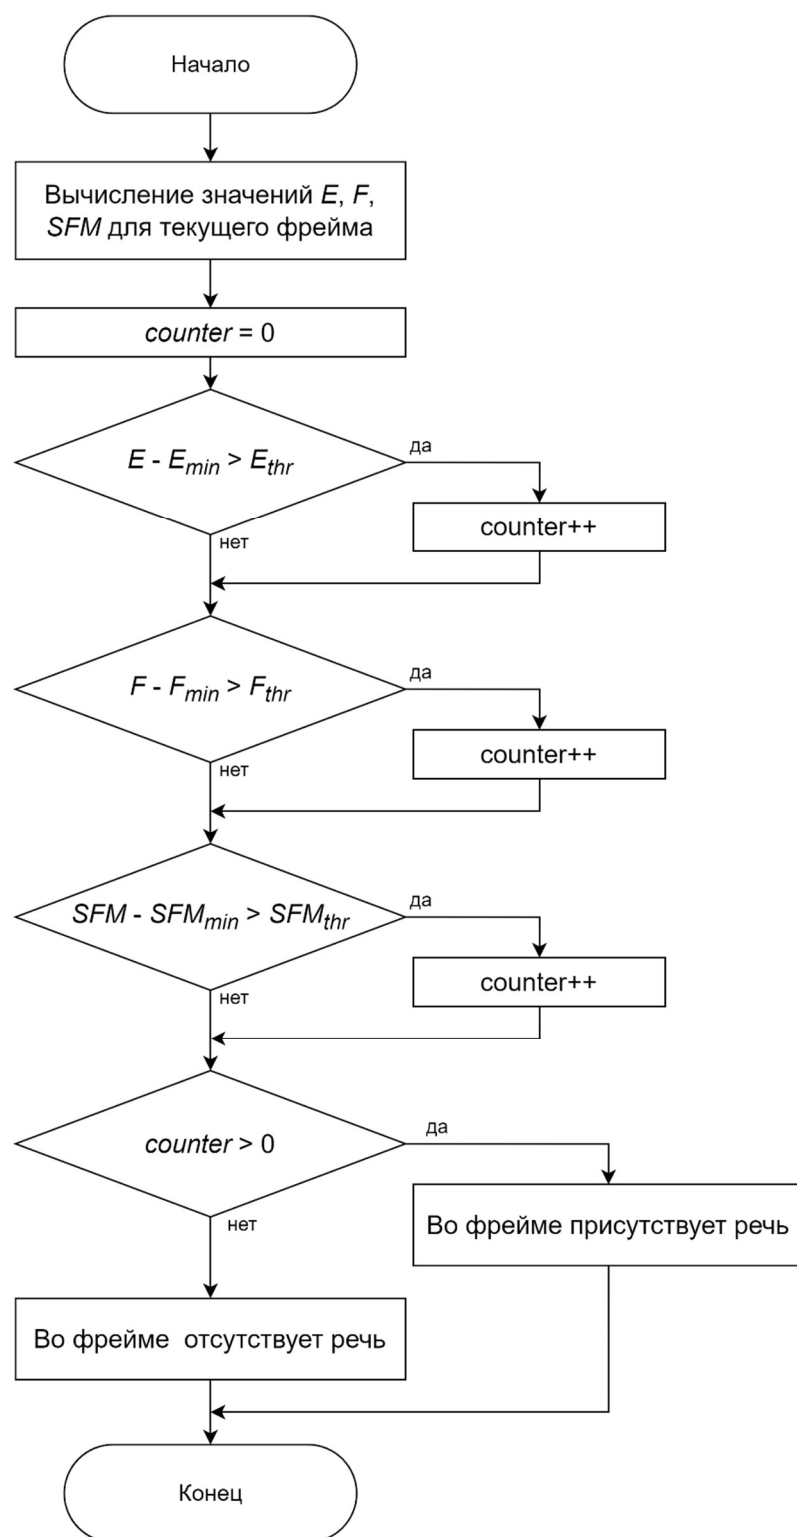 Начало
Вычисление значений E, F,
SFM для текущего фрейма
counter = 0
E - Emin > Ethr
да
counter++
нет
F - Fmin > Fthr
да
counter++
нет
SFM - SFMmin > SFMthr
да
counter++
нет
counter > 0
да
Во фрейме присутствует речь
нет
Во фрейме отсутствует речь
Конец